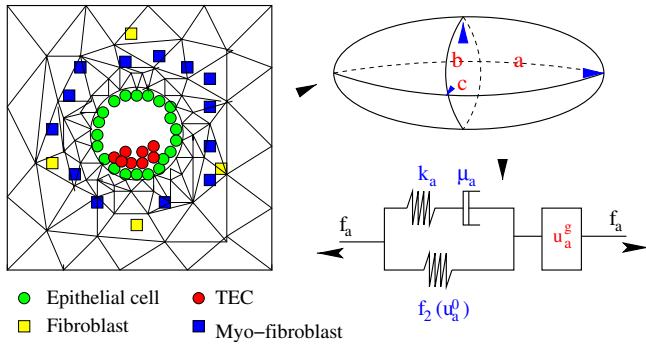 b a
c
k_a μ_a
f_a u_a^g f_a
f_2 (u_a^0)
Epithelial cell TEC
Fibroblast Myo-fibroblast